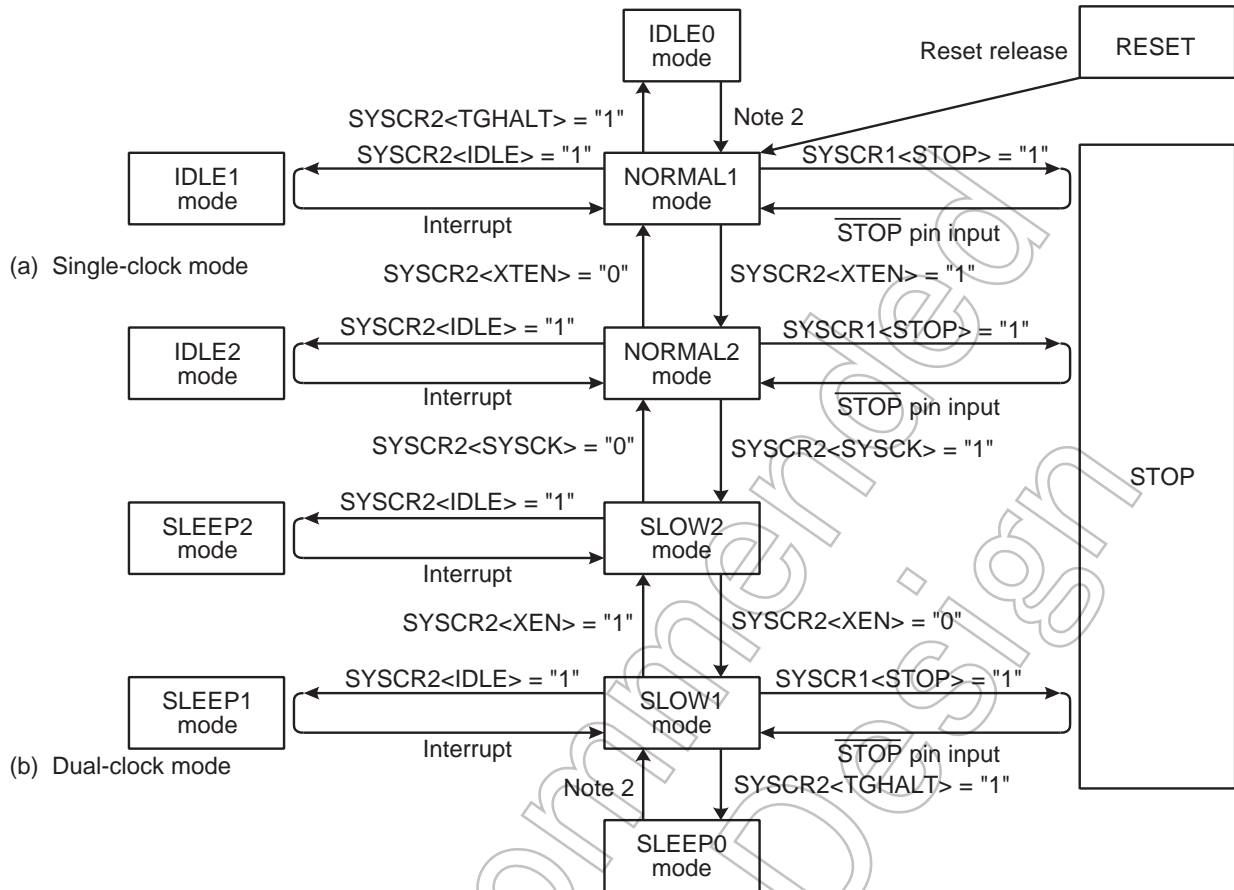 IDLE0
mode
Reset release
RESET
SYSCR2<TGHALT> = "1"
Note 2
SYSCR2<IDLE> = "1"
SYSCR1<STOP> = "1"
IDLE1
mode
NORMAL1
mode
Interrupt
STOP pin input
(a) Single-clock mode
SYSCR2<XTEN> = "0"
SYSCR2<XTEN> = "1"
SYSCR2<IDLE> = "1"
SYSCR1<STOP> = "1"
IDLE2
mode
NORMAL2
mode
Interrupt
STOP pin input
SYSCR2<SYSCK> = "0"
SYSCR2<SYSCK> = "1"
STOP
SYSCR2<IDLE> = "1"
SLEEP2
mode
SLOW2
mode
Interrupt
SYSCR2<XEN> = "1"
SYSCR2<XEN> = "0"
SYSCR2<IDLE> = "1"
SYSCR1<STOP> = "1"
SLEEP1
mode
SLOW1
mode
Interrupt
STOP pin input
(b) Dual-clock mode
Note 2
SYSCR2<TGHALT> = "1"
SLEEP0
mode
ommended
Design